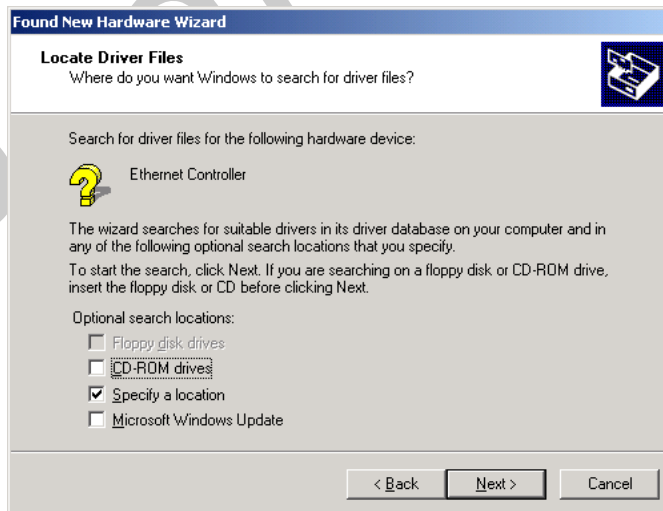 Found New Hardware Wizard
Locate Driver Files
Where do you want Windows to search for driver files?
Search for driver files for the following hardware device:
Ethernet Controller
The wizard searches for suitable drivers in its driver database on your computer and in
any of the following optional search locations that you specify.
To start the search, click Next. If you are searching on a floppy disk or CD-ROM drive,
insert the floppy disk or CD before clicking Next.
Optional search locations:
Floppy disk drives
CD-ROM drives
Specify a location
Microsoft Windows Update
< Back Next > Cancel